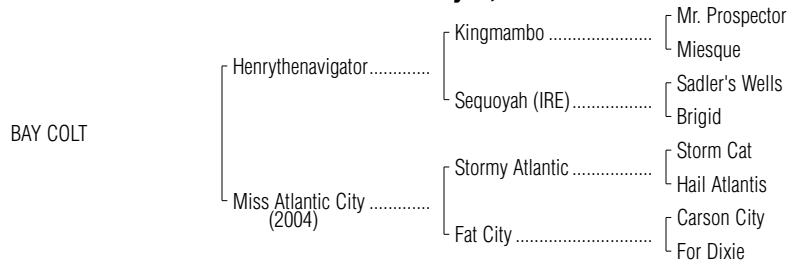 Mr. Prospector
Kingmambo ......................
Miesque
Henrythenavigator.............
Sadler's Wells
Sequoyah (IRE).................
Brigid
BAY COLT
Storm Cat
Stormy Atlantic .................
Hail Atlantis
Miss Atlantic City .............
(2004)
Carson City
Fat City .............................
For Dixie